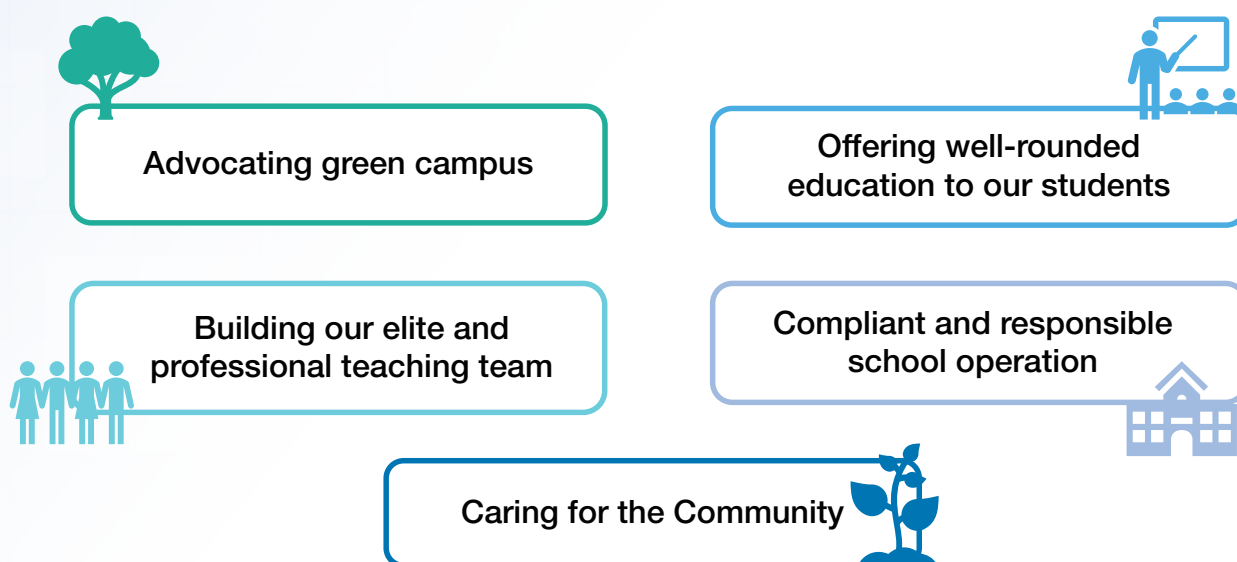 Advocating green campus
Offering well-rounded
education to our students
Building our elite and
professional teaching team
Compliant and responsible
school operation
Caring for the Community